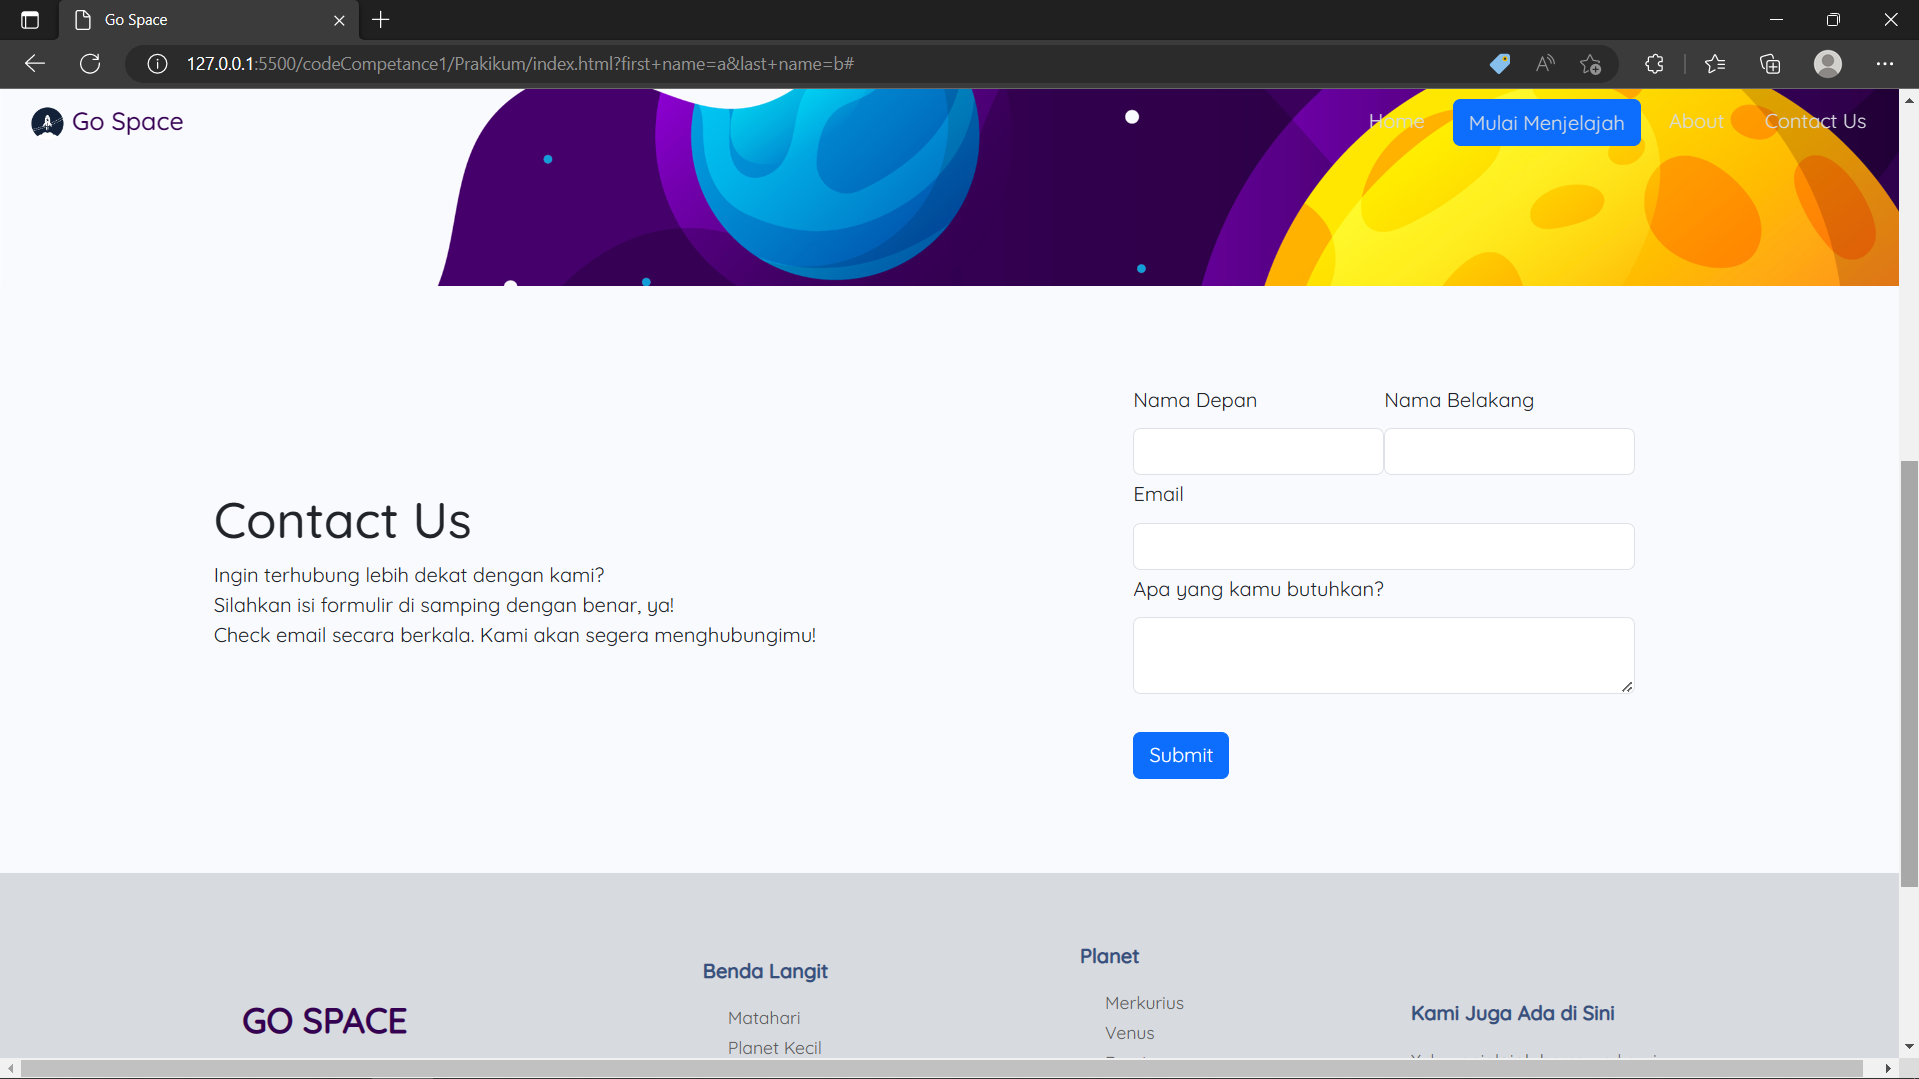 Go Space
127.0.0.1:5500/codeCompetance1/Prakikum/index.html?first+name=a&last+name=b#
Go Space
Home
Mulai Menjelajah
About
Contact Us
Nama Depan
Nama Belakang
Email
Apa yang kamu butuhkan?
Submit
Contact Us
Ingin terhubung lebih dekat dengan kami?
Silahkan isi formulir di samping dengan benar, ya!
Check email secara berkala. Kami akan segera menghubungimu!
GO SPACE
Benda Langit
Matahari
Planet Kecil
Planet
Merkurius
Venus
Kami Juga Ada di Sini